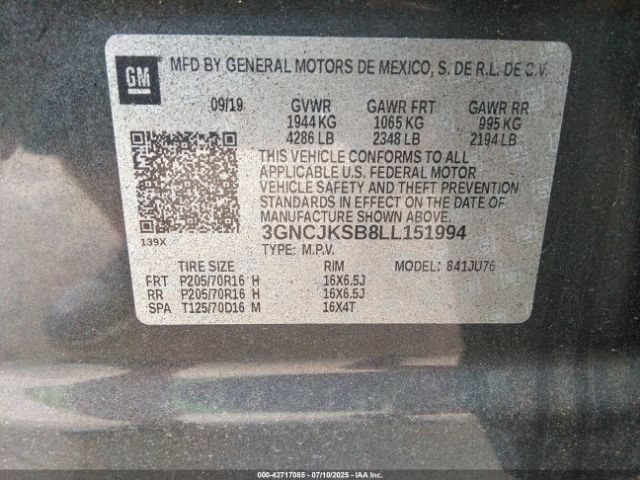 GM
MFD BY GENERAL MOTORS DE MEXICO, S. DE R.L. DE C.V.
09/19 GVWR GAWR FRT GAWR RR
1944 KG 1065 KG 995 KG
4286 LB 2348 LB 2194 LB
THIS VEHICLE CONFORMS TO ALL
APPLICABLE U.S. FEDERAL MOTOR
VEHICLE SAFETY AND THEFT PREVENTION
STANDARDS IN EFFECT ON THE DATE OF
MANUFACTURE SHOWN ABOVE.
3GNCJKSB8LL151994
139X
TYPE: M.P.V.
TIRE SIZE RIM MODEL: 841JU76
FRT P205/70R16 H 16X6.5J
RR P205/70R16 H 16X6.5J
SPA T125/70D16 M 16X4T
000-42717085 07/10/2025 IAAI/COPART